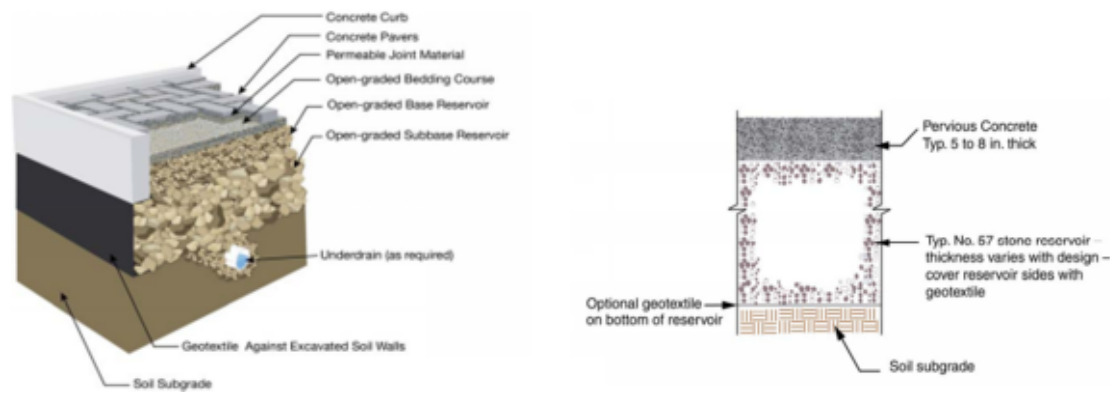 Concrete Curb
Concrete Pavers
Permeable Joint Material
Open-graded Bedding Course
Open-graded Base Reservoir
Open-graded Subbase Reservoir
Underdrain (as required)
Geotextile Against Excavated Soil Walls
Soil Subgrade
Pervious Concrete
Typ. 5 to 8 in. thick
Typ. No. 57 stone reservoir –
thickness varies with design –
cover reservoir sides with
geotextile
Optional geotextile
on bottom of reservoir
Soil subgrade